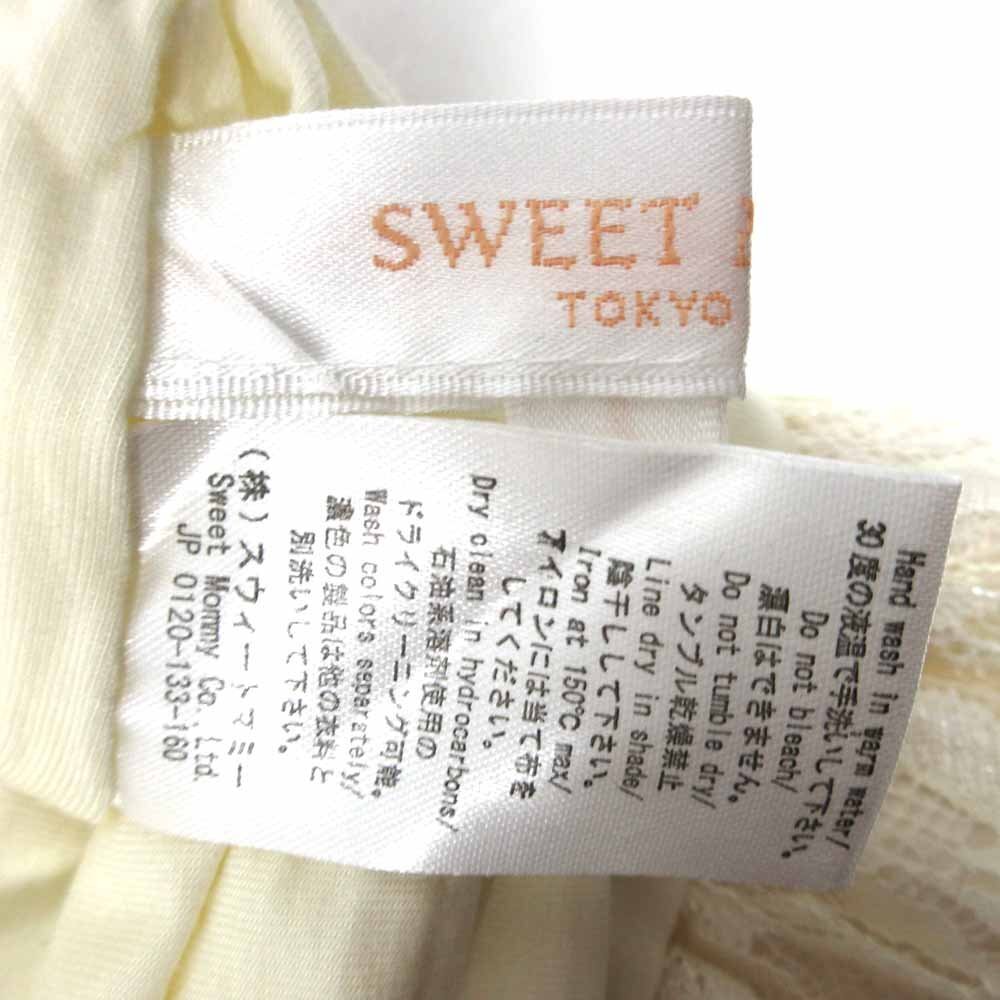 SWEET
TOKYO
Hand wash in warm water/
30度の液温で手洗いして下さい。
Do not bleach/
漂白はできません。
Do not tumble dry/
タンブル乾燥禁止
Line dry in shade/
陰干しして下さい。
Iron at 150℃ max/
アイロンには当て布を
してください。
Dry clean in hydrocarbons/
石油系溶剤使用の
ドライクリーニング可能。
Wash colors separately/
濃色の製品は他の衣料と
別洗いして下さい。
(株)スウィートマミー
Sweet Mommy Co., Ltd.
JP 0120-133-160